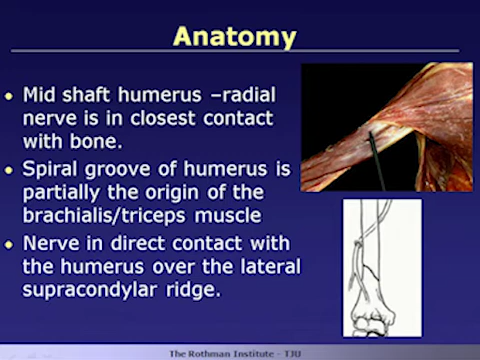 Anatomy
Mid shaft humerus –radial
nerve is in closest contact
with bone.
Spiral groove of humerus is
partially the origin of the
brachialis/triceps muscle
Nerve in direct contact with
the humerus over the lateral
supracondylar ridge.
The Rothman Institute - TJU